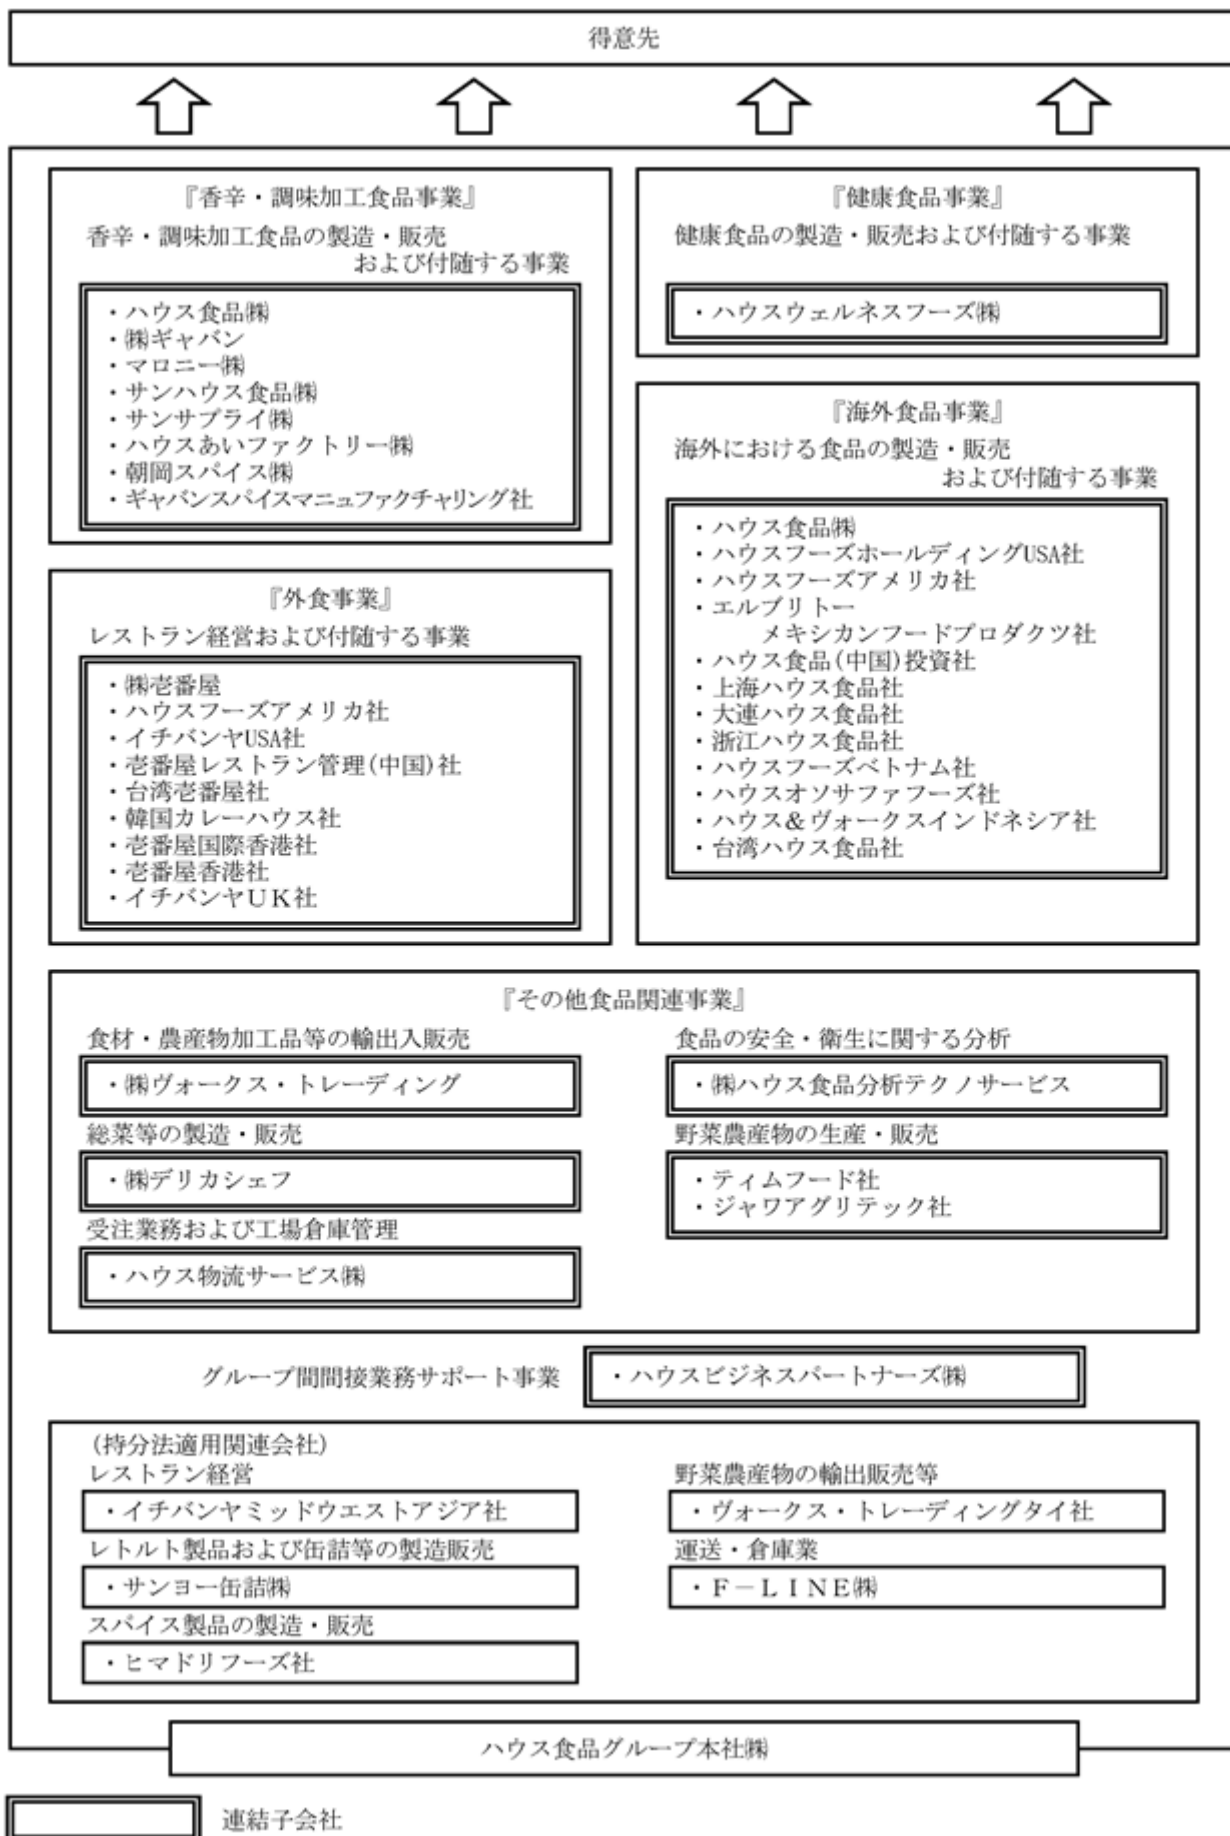 得意先
『香辛・調味加工食品事業』
香辛・調味加工食品の製造・販売
および付随する事業
・ハウス食品㈱
・㈱ギャバン
・マロニー㈱
・サンハウス食品㈱
・サンサプライ㈱
・ハウスあいファクトリー㈱
・朝岡スパイス㈱
・ギャバンスパイスマニュファクチャリング社
『健康食品事業』
健康食品の製造・販売および付随する事業
・ハウスウェルネスフーズ㈱
『外食事業』
レストラン経営および付随する事業
・㈱壱番屋
・ハウスフーズアメリカ社
・イチバンヤUSA社
・壱番屋レストラン管理(中国)社
・台湾壱番屋社
・韓国カレーハウス社
・壱番屋国際香港社
・壱番屋香港社
・イチバンヤＵＫ社
『海外食品事業』
海外における食品の製造・販売
および付随する事業
・ハウス食品㈱
・ハウスフーズホールディングUSA社
・ハウスフーズアメリカ社
・エルブリトー
メキシカンフードプロダクツ社
・ハウス食品(中国)投資社
・上海ハウス食品社
・大連ハウス食品社
・浙江ハウス食品社
・ハウスフーズベトナム社
・ハウスオソサファフーズ社
・ハウス＆ヴォークスインドネシア社
・台湾ハウス食品社
『その他食品関連事業』
食材・農産物加工品等の輸出入販売
・㈱ヴォークス・トレーディング
総菜等の製造・販売
・㈱デリカシェフ
受注業務および工場倉庫管理
・ハウス物流サービス㈱
食品の安全・衛生に関する分析
・㈱ハウス食品分析テクノサービス
野菜農産物の生産・販売
・ティムフード社
・ジャワアグリテック社
グループ間間接業務サポート事業
・ハウスビジネスパートナーズ㈱
(持分法適用関連会社)
レストラン経営
・イチバンヤミッドウエストアジア社
レトルト製品および缶詰等の製造販売
・サンヨー缶詰㈱
スパイス製品の製造・販売
・ヒマドリフーズ社
野菜農産物の輸出販売等
・ヴォークス・トレーディングタイ社
運送・倉庫業
・Ｆ－ＬＩＮＥ㈱
ハウス食品グループ本社㈱
連結子会社